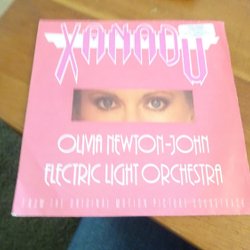 XANADU
OLIVIA NEWTON-JOHN
ELECTRIC LIGHT ORCHESTRA
FROM THE ORIGINAL MOTION PICTURE SOUNDTRACK